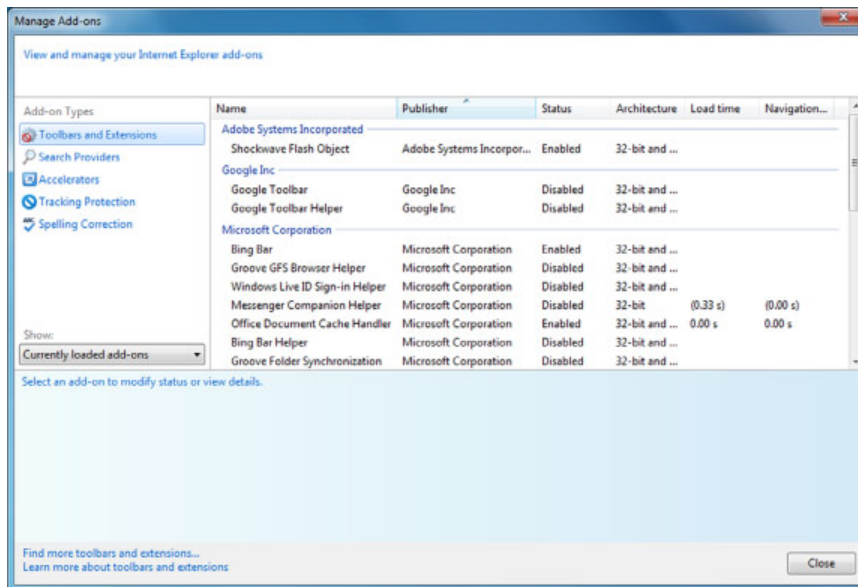 Manage Add-ons
View and manage your Internet Explorer add-ons
Add-on Types
Toolbars and Extensions
Search Providers
Accelerators
Tracking Protection
Spelling Correction
Show:
Currently loaded add-ons
Name Publisher Status Architecture Load time Navigation...
Adobe Systems Incorporated
Shockwave Flash Object Adobe Systems Incorpor... Enabled 32-bit and ...
Google Inc
Google Toolbar Google Inc Disabled 32-bit and ...
Google Toolbar Helper Google Inc Disabled 32-bit and ...
Microsoft Corporation
Bing Bar Microsoft Corporation Enabled 32-bit and ...
Groove GFS Browser Helper Microsoft Corporation Disabled 32-bit and ...
Windows Live ID Sign-in Helper Microsoft Corporation Disabled 32-bit and ...
Messenger Companion Helper Microsoft Corporation Disabled 32-bit (0.33 s) (0.00 s)
Office Document Cache Handler Microsoft Corporation Enabled 32-bit and ... 0.00 s 0.00 s
Bing Bar Helper Microsoft Corporation Disabled 32-bit and ...
Groove Folder Synchronization Microsoft Corporation Disabled 32-bit and ...
Select an add-on to modify status or view details.
Find more toolbars and extensions...
Learn more about toolbars and extensions
Close